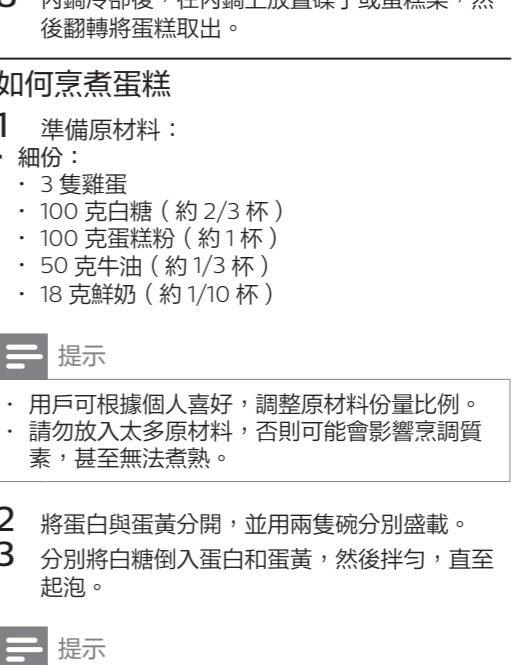 3 內鍋冷卻後，在內鍋上放置碟子或蛋糕架，然
後翻轉將蛋糕取出。
如何烹煮蛋糕
1 準備原材料：
· 細份：
· 3 隻雞蛋
· 100 克白糖（約 2/3 杯）
· 100 克蛋糕粉（約 1 杯）
· 50 克牛油（約 1/3 杯）
· 18 克鮮奶（約 1/10 杯）
提示
· 用戶可根據個人喜好，調整原材料份量比例。
· 請勿放入太多原材料，否則可能會影響烹調質
素，甚至無法煮熟。
2 將蛋白與蛋黃分開，並用兩隻碗分別盛載。
3 分別將白糖倒入蛋白和蛋黃，然後拌勻，直至
起泡。
提示